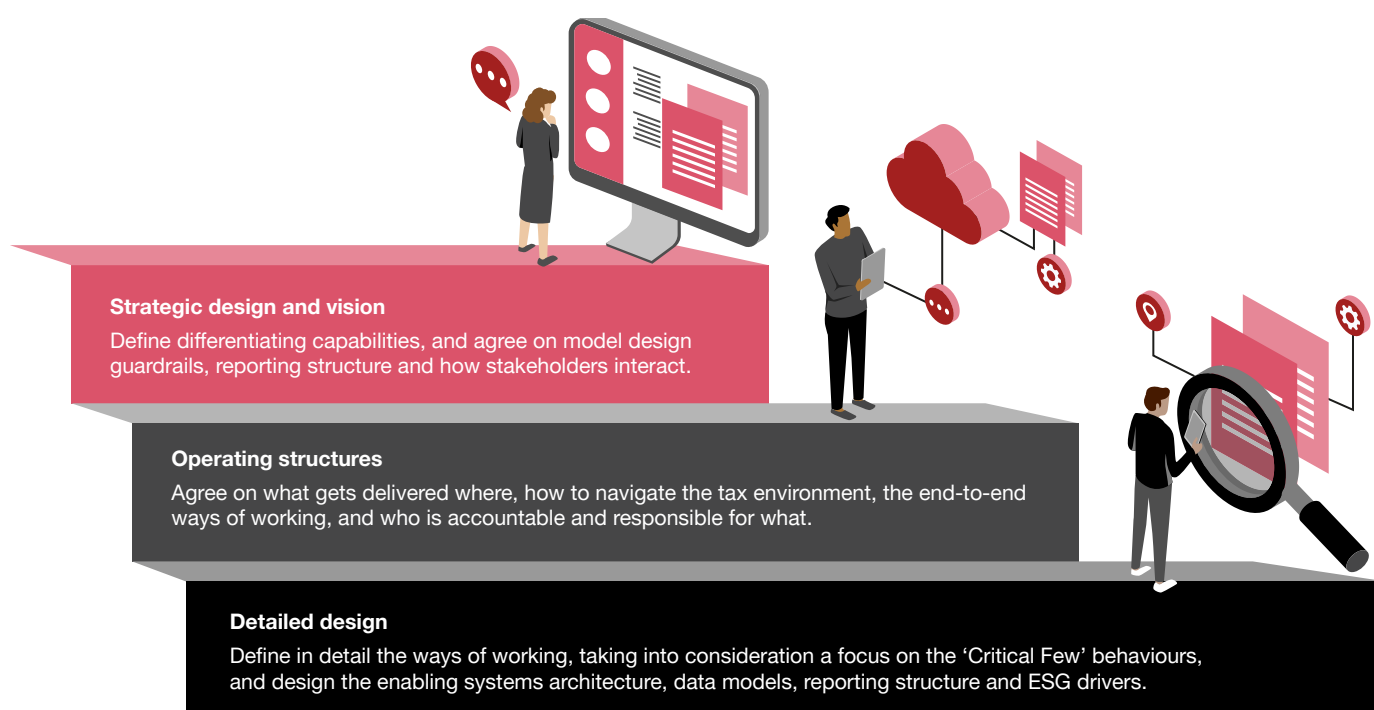 Strategic design and vision
Define differentiating capabilities, and agree on model design
guardrails, reporting structure and how stakeholders interact.
Operating structures
Agree on what gets delivered where, how to navigate the tax environment, the end-to-end
ways of working, and who is accountable and responsible for what.
Detailed design
Define in detail the ways of working, taking into consideration a focus on the ‘Critical Few’ behaviours,
and design the enabling systems architecture, data models, reporting structure and ESG drivers.